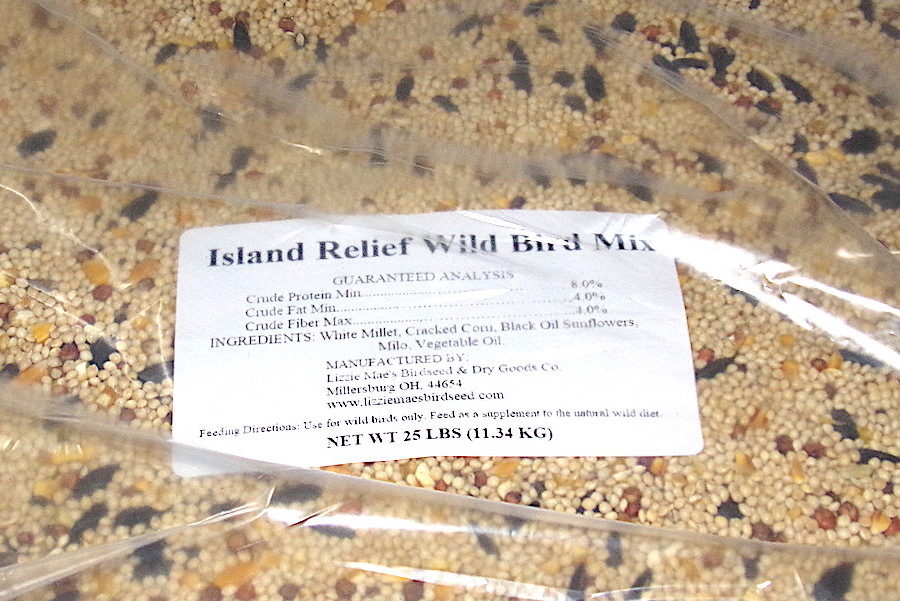 Island Relief Wild Bird Mix
GUARANTEED ANALYSIS
Crude Protein Min..............................8.0%
Crude Fat Min..............................4.0%
Crude Fiber Max..............................4.0%
INGREDIENTS: White Millet, Cracked Corn, Black Oil Sunflowers,
Milo, Vegetable Oil.
MANUFACTURED BY:
Lizzie Mae's Birdseed & Dry Goods Co.
Millersburg OH, 44654
www.lizziemaesbirdseed.com
Feeding Directions: Use for wild birds only. Feed as a supplement to the natural wild diet.
NET WT 25 LBS (11.34 KG)